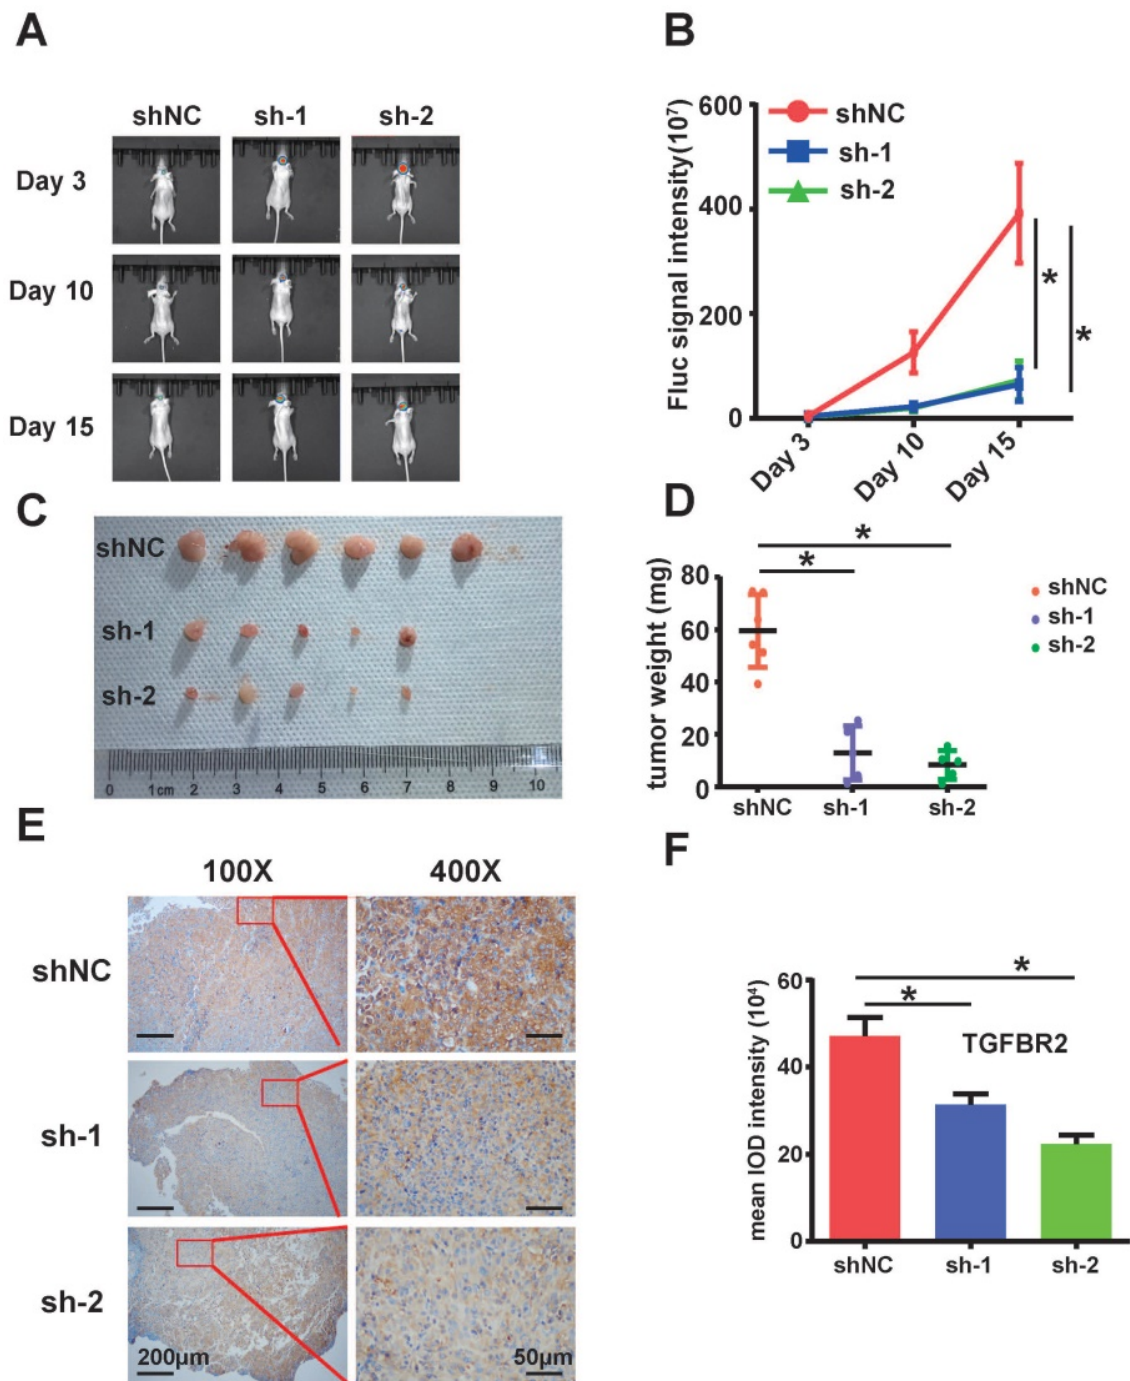 A
shNC sh-1 sh-2
Day 3
Day 10
Day 15
B
Fluc signal intensity(10⁷)
600
400
200
0
shNC
sh-1
sh-2
*
*
Day 3 Day 10 Day 15
C
shNC
sh-1
sh-2
0 1cm 2 3 4 5 6 7 8 9 10
D
tumor weight (mg)
80
60
40
20
0
*
*
shNC
sh-1
sh-2
shNC sh-1 sh-2
E
100X 400X
shNC
sh-1
sh-2
200µm 50µm
F
mean IOD intensity (10⁴)
60
40
20
0
*
*
TGFBR2
shNC sh-1 sh-2